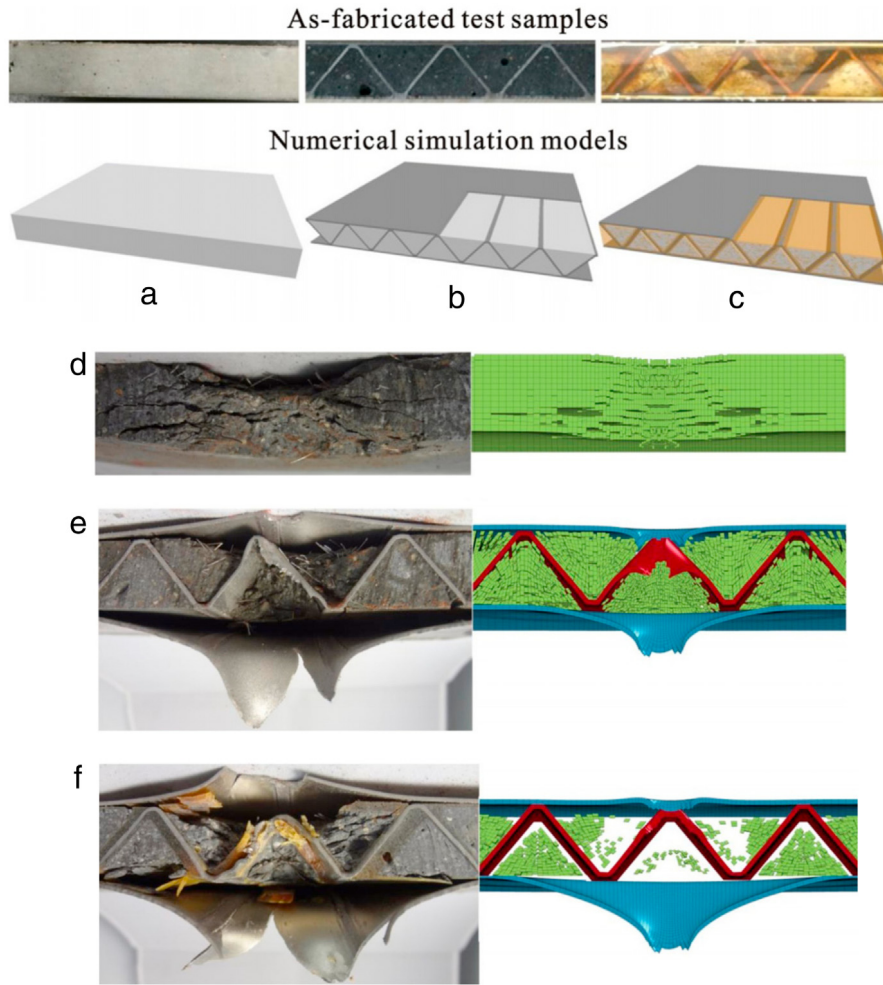 As-fabricated test samples
Numerical simulation models
a
b
c
d
e
f